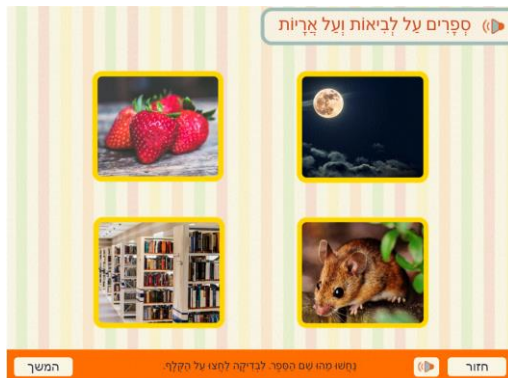 סְפָרִים עַל לְבִיאוֹת וְעַל אֲרָיוֹת
נַחֲשׁוּ מַהוּ שֵׁם הַסֵּפֶר. לִבְדִיקָה לַחֲצוּ עַל הַקְּלָף.
חזור
המשך